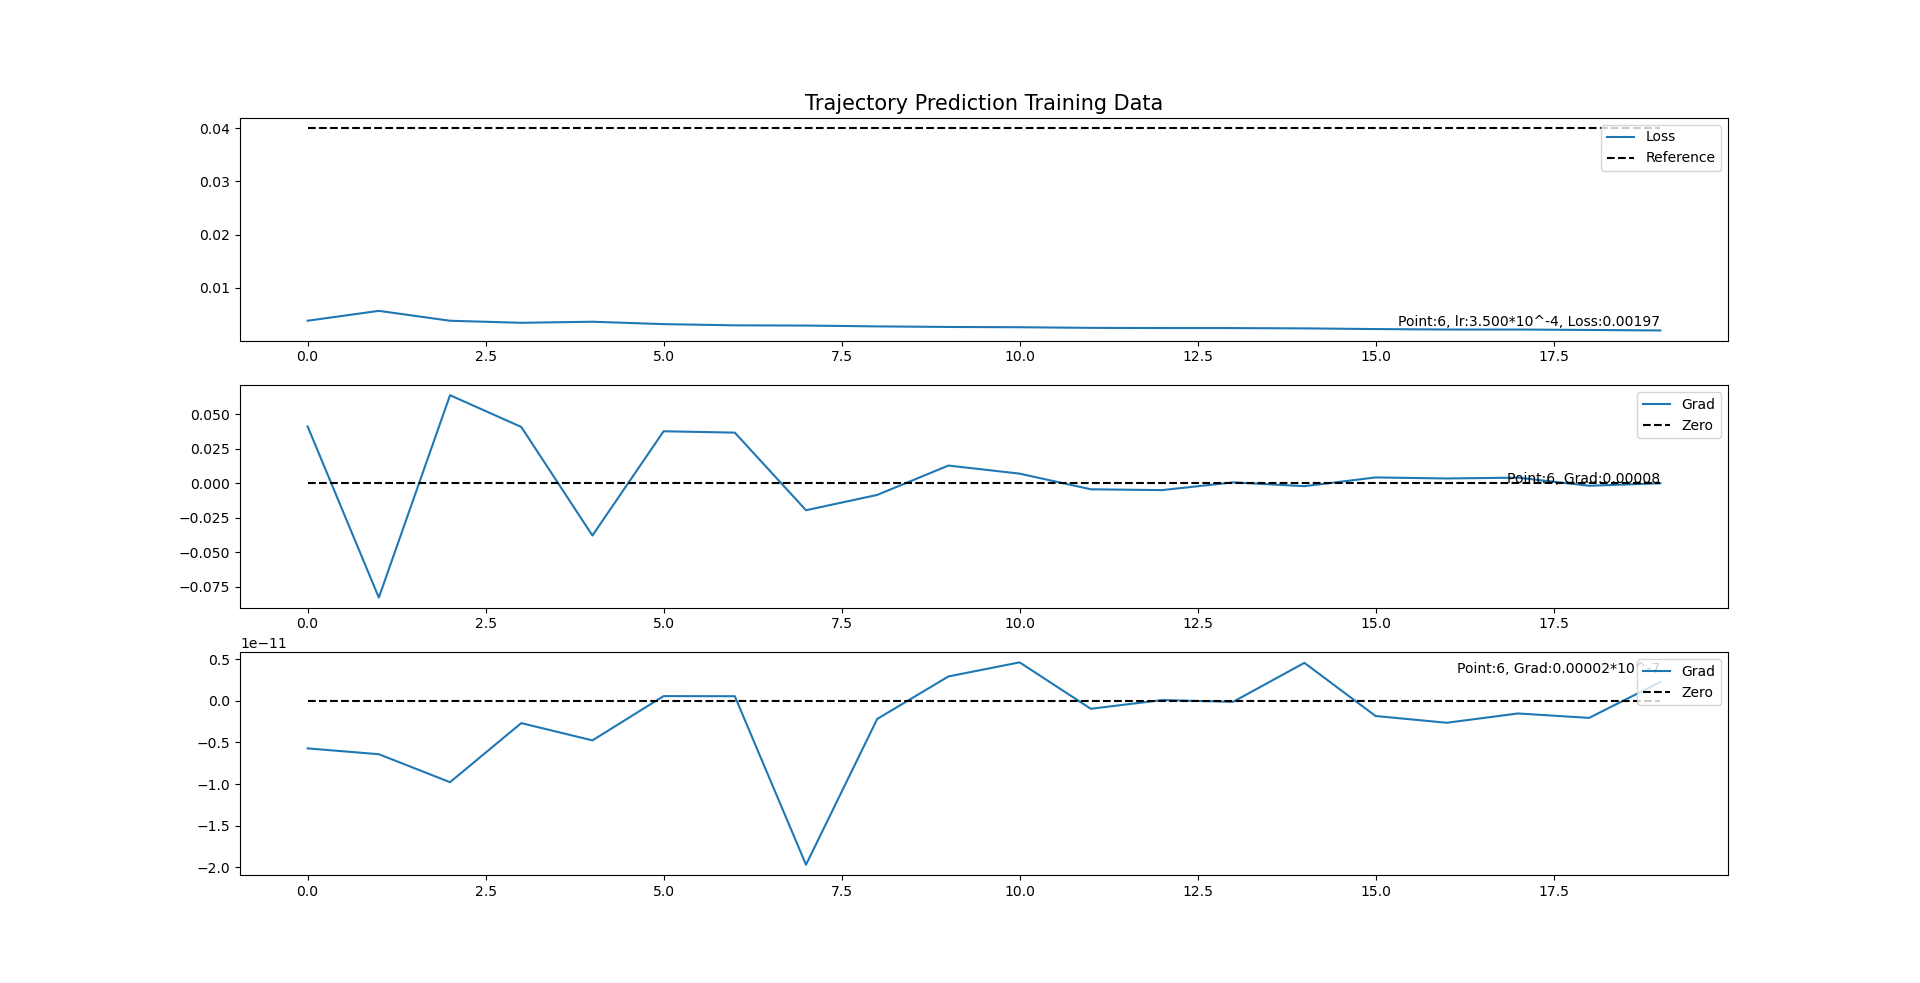 Trajectory Prediction Training Data
0.04
0.03
0.02
0.01
Loss
Reference
Point:6, lr:3.500*10^-4, Loss:0.00197
0.0 2.5 5.0 7.5 10.0 12.5 15.0 17.5
0.050
0.025
0.000
−0.025
−0.050
−0.075
Grad
Zero
Point:6, Grad:0.00008
0.0 2.5 5.0 7.5 10.0 12.5 15.0 17.5
1e−11
0.5
0.0
−0.5
−1.0
−1.5
−2.0
Point:6, Grad:0.00002*10^-7
Grad
Zero
0.0 2.5 5.0 7.5 10.0 12.5 15.0 17.5